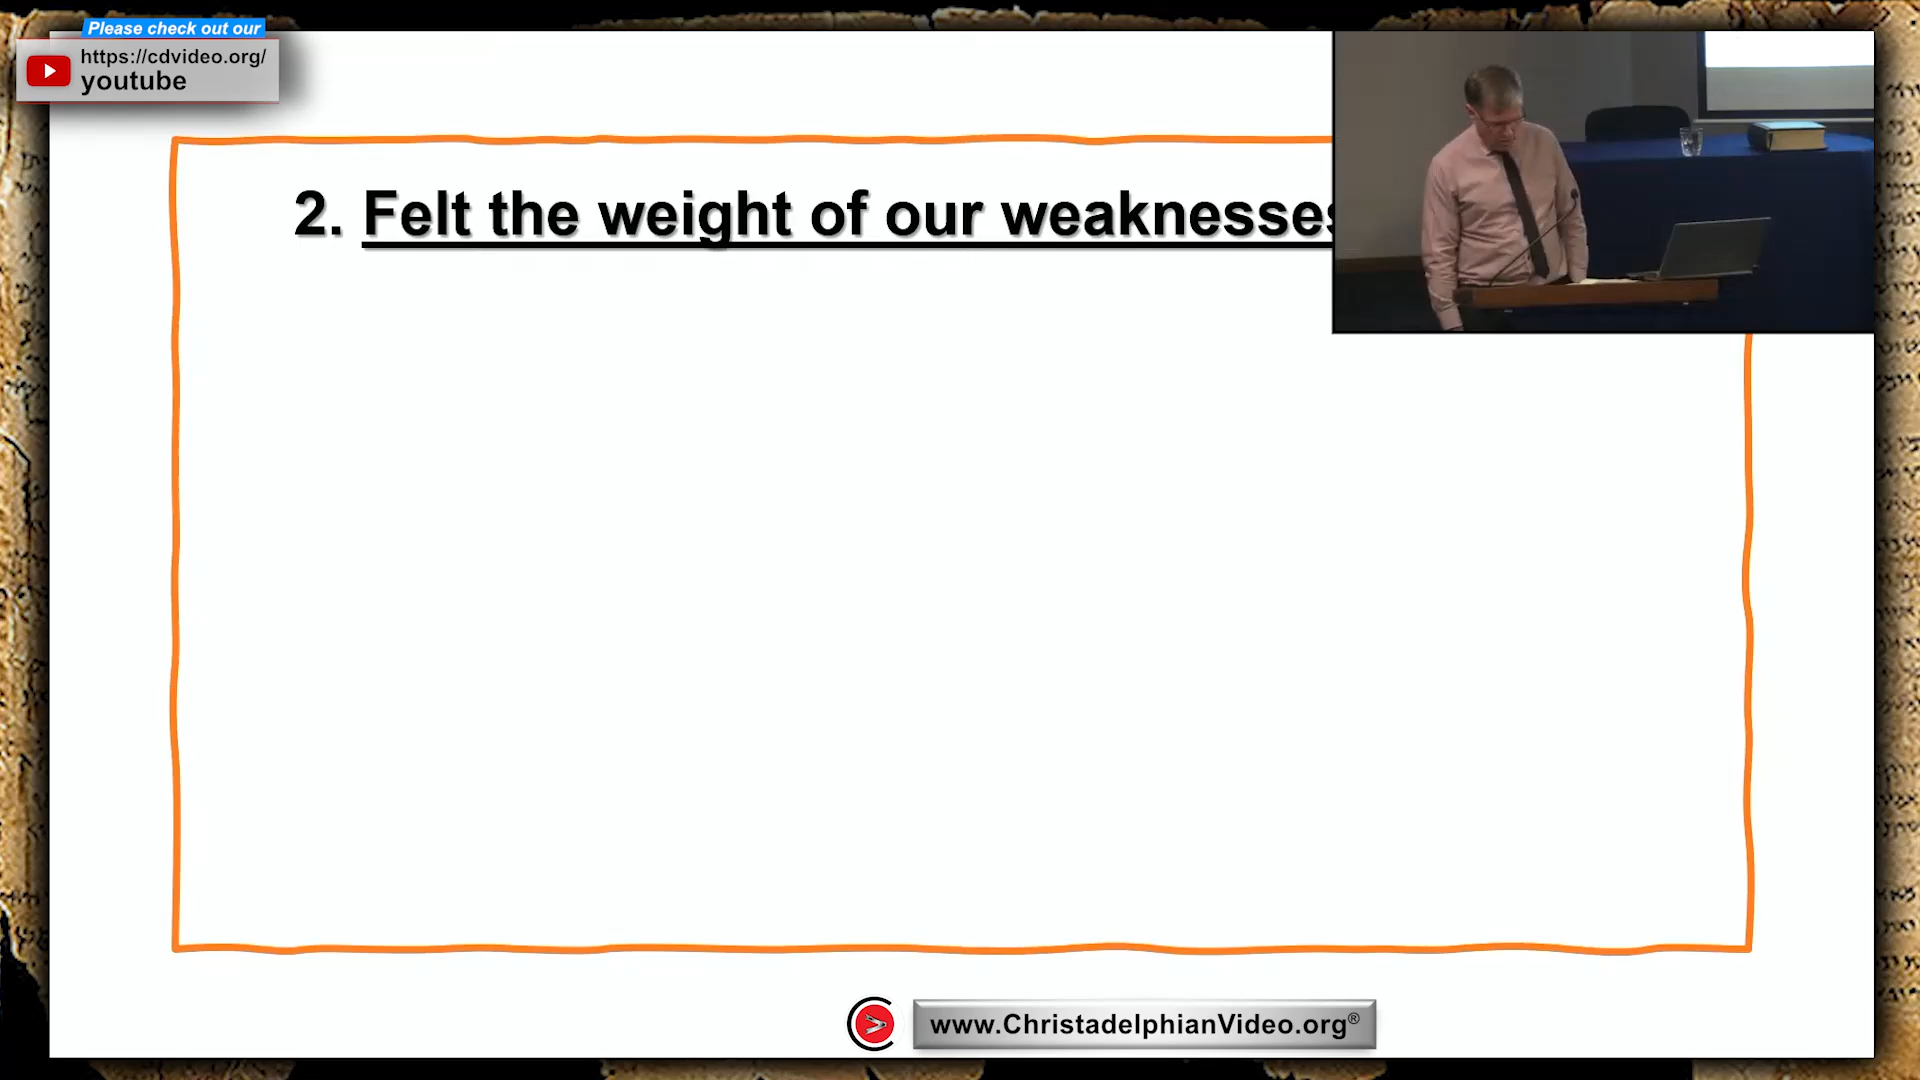 Please check out our
https://cdvideo.org/
youtube
2. Felt the weight of our weaknesses
www.ChristadelphianVideo.org®